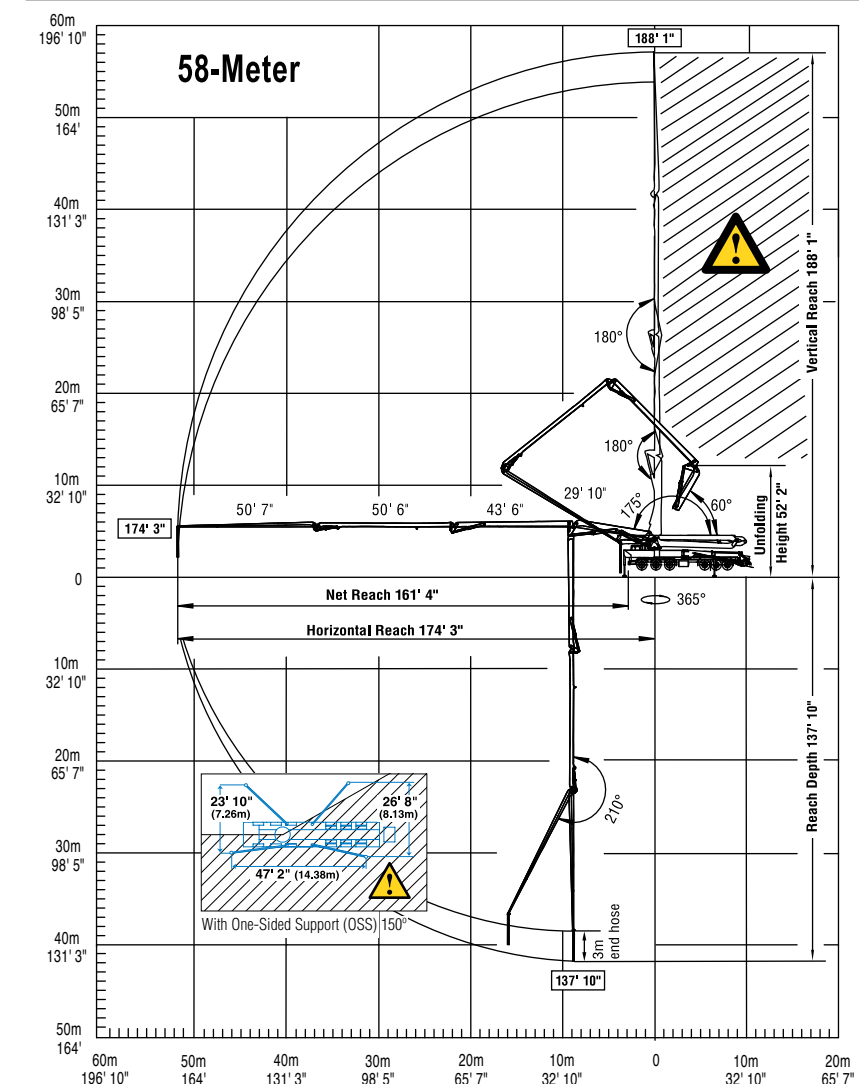 58-Meter
60m
196' 10"
50m
164'
40m
131' 3"
30m
98' 5"
20m
65' 7"
10m
32' 10"
0
10m
32' 10"
20m
65' 7"
30m
98' 5"
40m
131' 3"
50m
164'
188' 1"
Vertical Reach 188' 1"
180°
180°
175°
60°
Unfolding
Height 52' 2"
174' 3"
50' 7"
50' 6"
43' 6"
29' 10"
365°
Net Reach 161' 4"
Horizontal Reach 174' 3"
Reach Depth 137' 10"
210°
23' 10"
(7.26m)
26' 8"
(8.13m)
47' 2" (14.38m)
With One-Sided Support (OSS) 150°
3m
end hose
137' 10"
60m
196' 10"
50m
164'
40m
131' 3"
30m
98' 5"
20m
65' 7"
10m
32' 10"
0
10m
32' 10"
20m
65' 7"